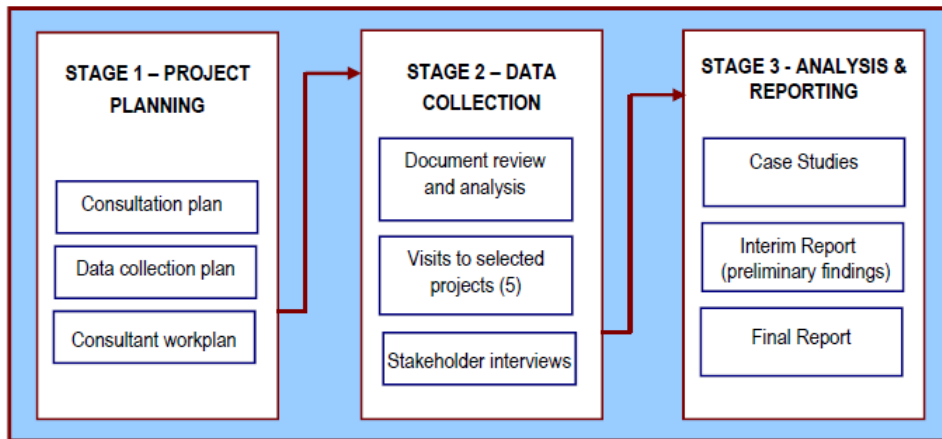 STAGE 1 – PROJECT
PLANNING
Consultation plan
Data collection plan
Consultant workplan
STAGE 2 – DATA
COLLECTION
Document review
and analysis
Visits to selected
projects (5)
Stakeholder interviews
STAGE 3 - ANALYSIS &
REPORTING
Case Studies
Interim Report
(preliminary findings)
Final Report